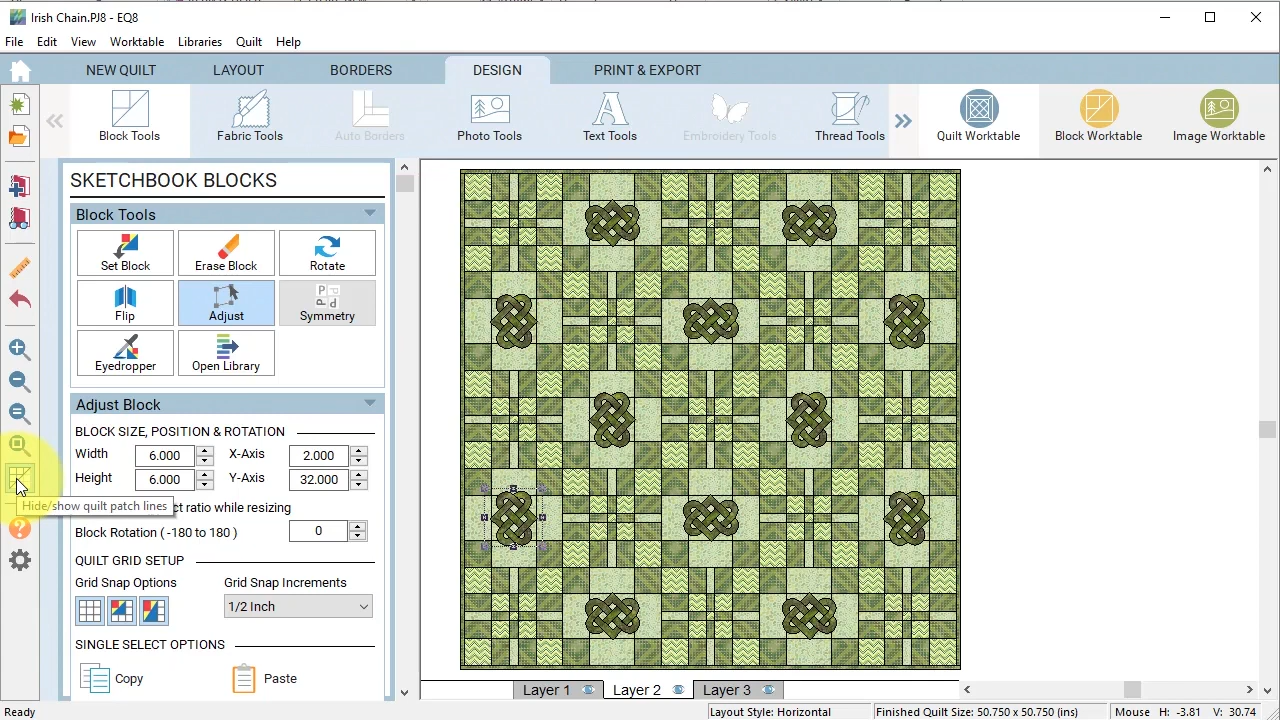 Irish Chain.PJ8 - EQ8
File Edit View Worktable Libraries Quilt Help
NEW QUILT LAYOUT BORDERS DESIGN PRINT & EXPORT
Block Tools Fabric Tools Auto Borders Photo Tools Text Tools Embroidery Tools Thread Tools Quilt Worktable Block Worktable Image Worktable
SKETCHBOOK BLOCKS
Block Tools
Set Block Erase Block Rotate
Flip Adjust Symmetry
Eyedropper Open Library
Adjust Block
BLOCK SIZE, POSITION & ROTATION
Width 6.000 X-Axis 2.000
Height 6.000 Y-Axis 32.000
Hide/show quilt patch lines ct ratio while resizing
Block Rotation ( -180 to 180 ) 0
QUILT GRID SETUP
Grid Snap Options Grid Snap Increments
1/2 Inch
SINGLE SELECT OPTIONS
Copy Paste
Layer 1 Layer 2 Layer 3
Ready Layout Style: Horizontal Finished Quilt Size: 50.750 x 50.750 (ins) Mouse H: -3.81 V: 30.74